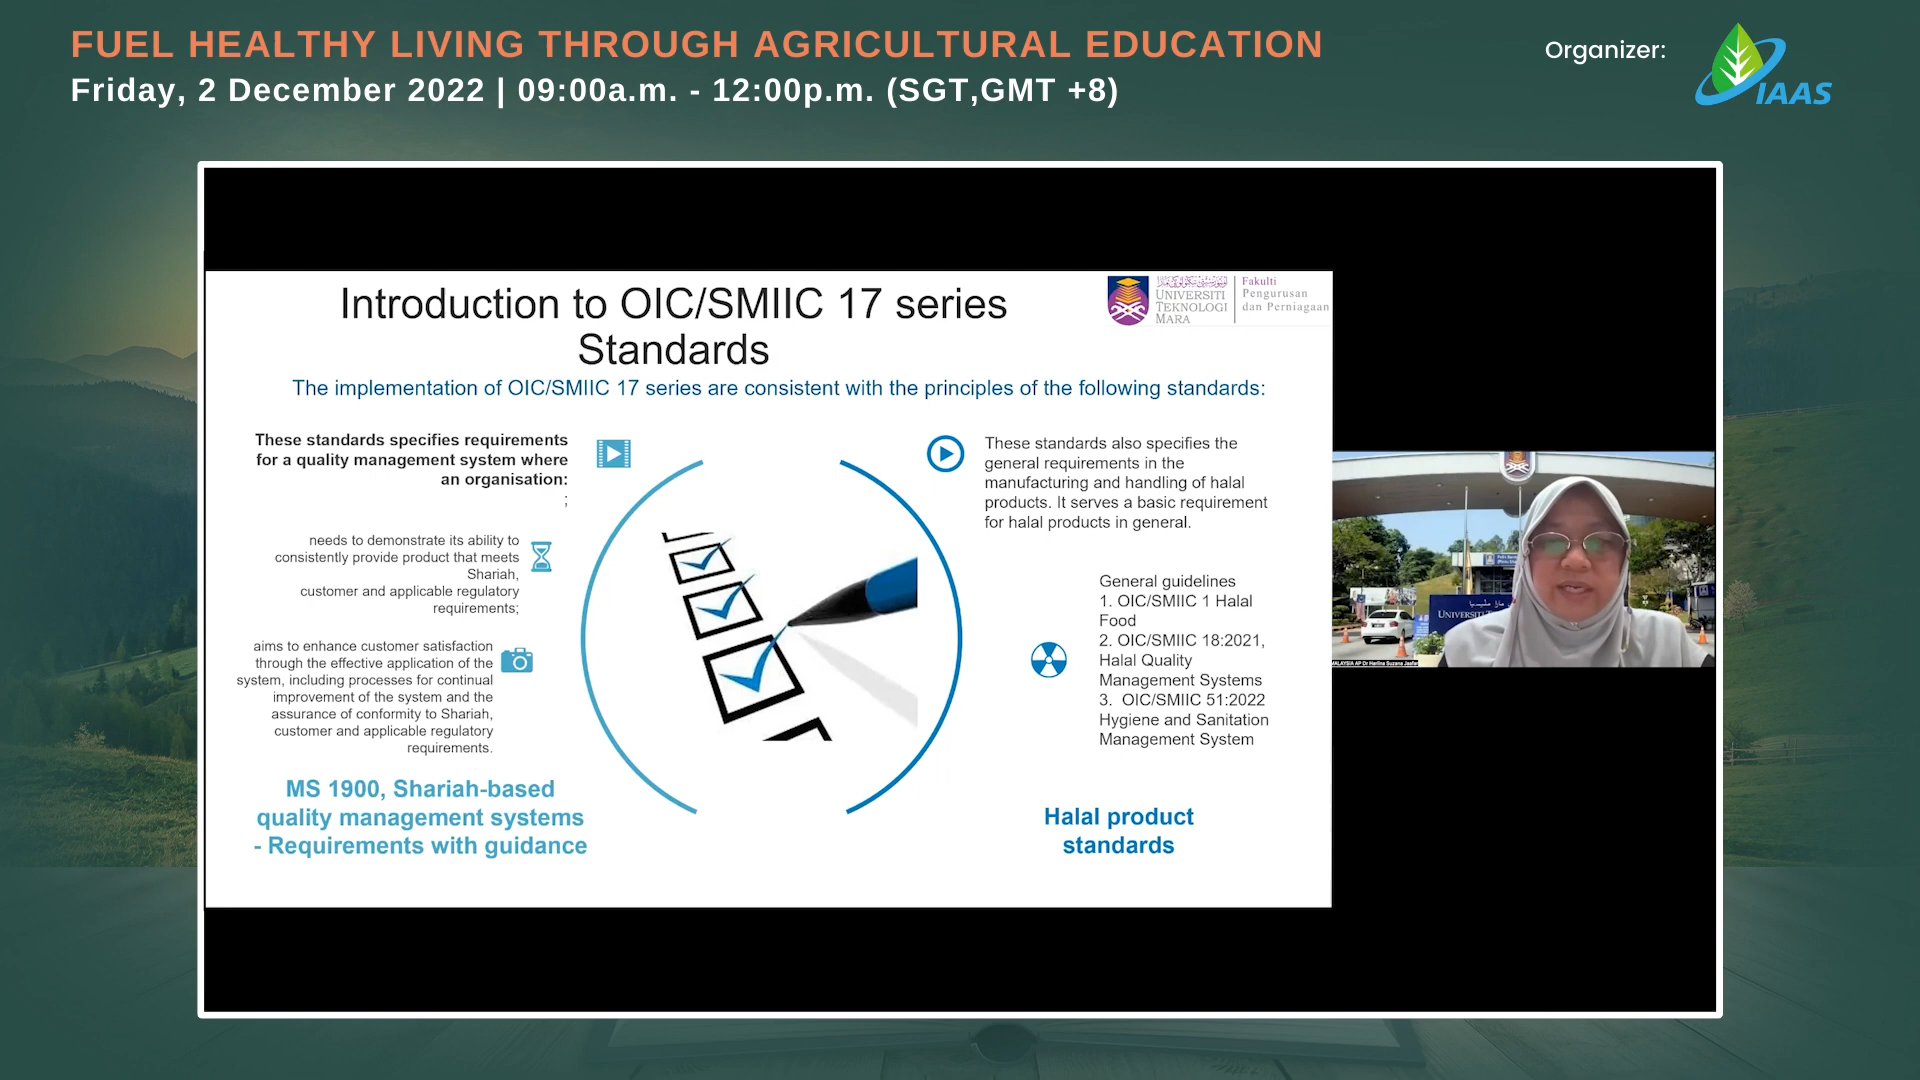 FUEL HEALTHY LIVING THROUGH AGRICULTURAL EDUCATION
Friday, 2 December 2022 | 09:00a.m. - 12:00p.m. (SGT,GMT +8)
Organizer:
IAAS
Introduction to OIC/SMIIC 17 series
Standards
UNIVERSITI
TEKNOLOGI
MARA
Fakulti
Pengurusan
dan Perniagaan
The implementation of OIC/SMIIC 17 series are consistent with the principles of the following standards:
These standards specifies requirements
for a quality management system where
an organisation:
;
needs to demonstrate its ability to
consistently provide product that meets
Shariah,
customer and applicable regulatory
requirements;
aims to enhance customer satisfaction
through the effective application of the
system, including processes for continual
improvement of the system and the
assurance of conformity to Shariah,
customer and applicable regulatory
requirements.
MS 1900, Shariah-based
quality management systems
- Requirements with guidance
These standards also specifies the
general requirements in the
manufacturing and handling of halal
products. It serves a basic requirement
for halal products in general.
General guidelines
1. OIC/SMIIC 1 Halal
Food
2. OIC/SMIIC 18:2021,
Halal Quality
Management Systems
3. OIC/SMIIC 51:2022
Hygiene and Sanitation
Management System
Halal product
standards
MALAYSIA AP Dr Harlina Suzana Jaafar